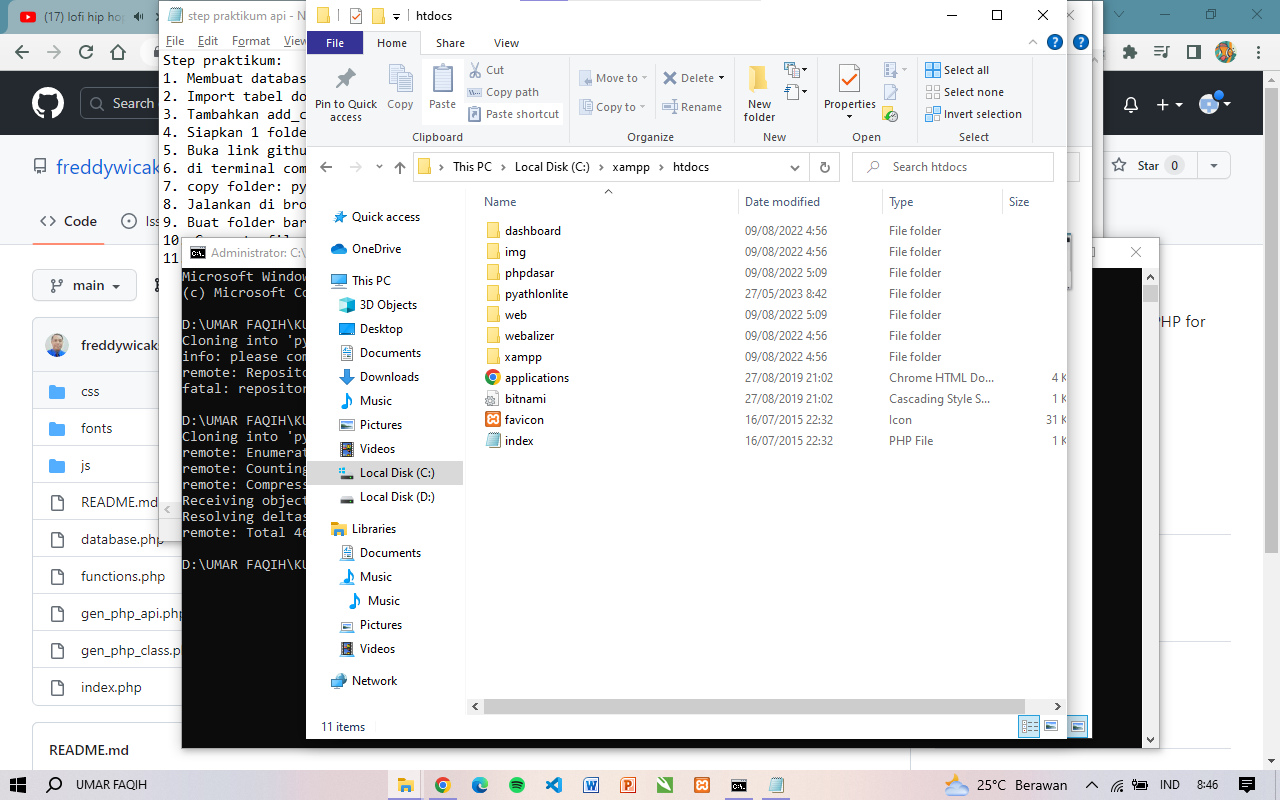 (17) lofi hip hop
step praktikum api - N
File Edit Format View
Step praktikum:
1. Membuat databas
2. Import tabel do
3. Tambahkan add_c
4. Siapkan 1 folde
5. Buka link githu
6. di terminal com
7. copy folder: py
8. Jalankan di bro
9. Buat folder bar
10
11
Search
freddywicak
Code
Iss
main
freddywicaks
css
fonts
js
README.md
database.php
functions.php
gen_php_api.php
gen_php_class.p
index.php
README.md
Star 0
PHP for
Administrator: C:\
Microsoft Window
(c) Microsoft Co
D:\UMAR FAQIH\KU
Cloning into 'py
info: please com
remote: Reposito
fatal: repositor
D:\UMAR FAQIH\KU
Cloning into 'py
remote: Enumerat
remote: Counting
remote: Compress
Receiving object
Resolving deltas
remote: Total 46
D:\UMAR FAQIH\KU
htdocs
File Home Share View
Pin to Quick access
Copy
Paste
Cut
Copy path
Paste shortcut
Clipboard
Move to
Copy to
Delete
Rename
Organize
New folder
New
Properties
Open
Select all
Select none
Invert selection
Select
This PC > Local Disk (C:) > xampp > htdocs
Search htdocs
Quick access
OneDrive
This PC
3D Objects
Desktop
Documents
Downloads
Music
Pictures
Videos
Local Disk (C:)
Local Disk (D:)
Libraries
Documents
Music
Music
Pictures
Videos
Network
Name Date modified Type Size
dashboard 09/08/2022 4:56 File folder
img 09/08/2022 4:56 File folder
phpdasar 09/08/2022 5:09 File folder
pyathlonlite 27/05/2023 8:42 File folder
web 09/08/2022 5:09 File folder
webalizer 09/08/2022 4:56 File folder
xampp 09/08/2022 4:56 File folder
applications 27/08/2019 21:02 Chrome HTML Do... 4 K
bitnami 27/08/2019 21:02 Cascading Style S... 1 K
favicon 16/07/2015 22:32 Icon 31 K
index 16/07/2015 22:32 PHP File 1 K
11 items
UMAR FAQIH
25°C Berawan
IND
8:46